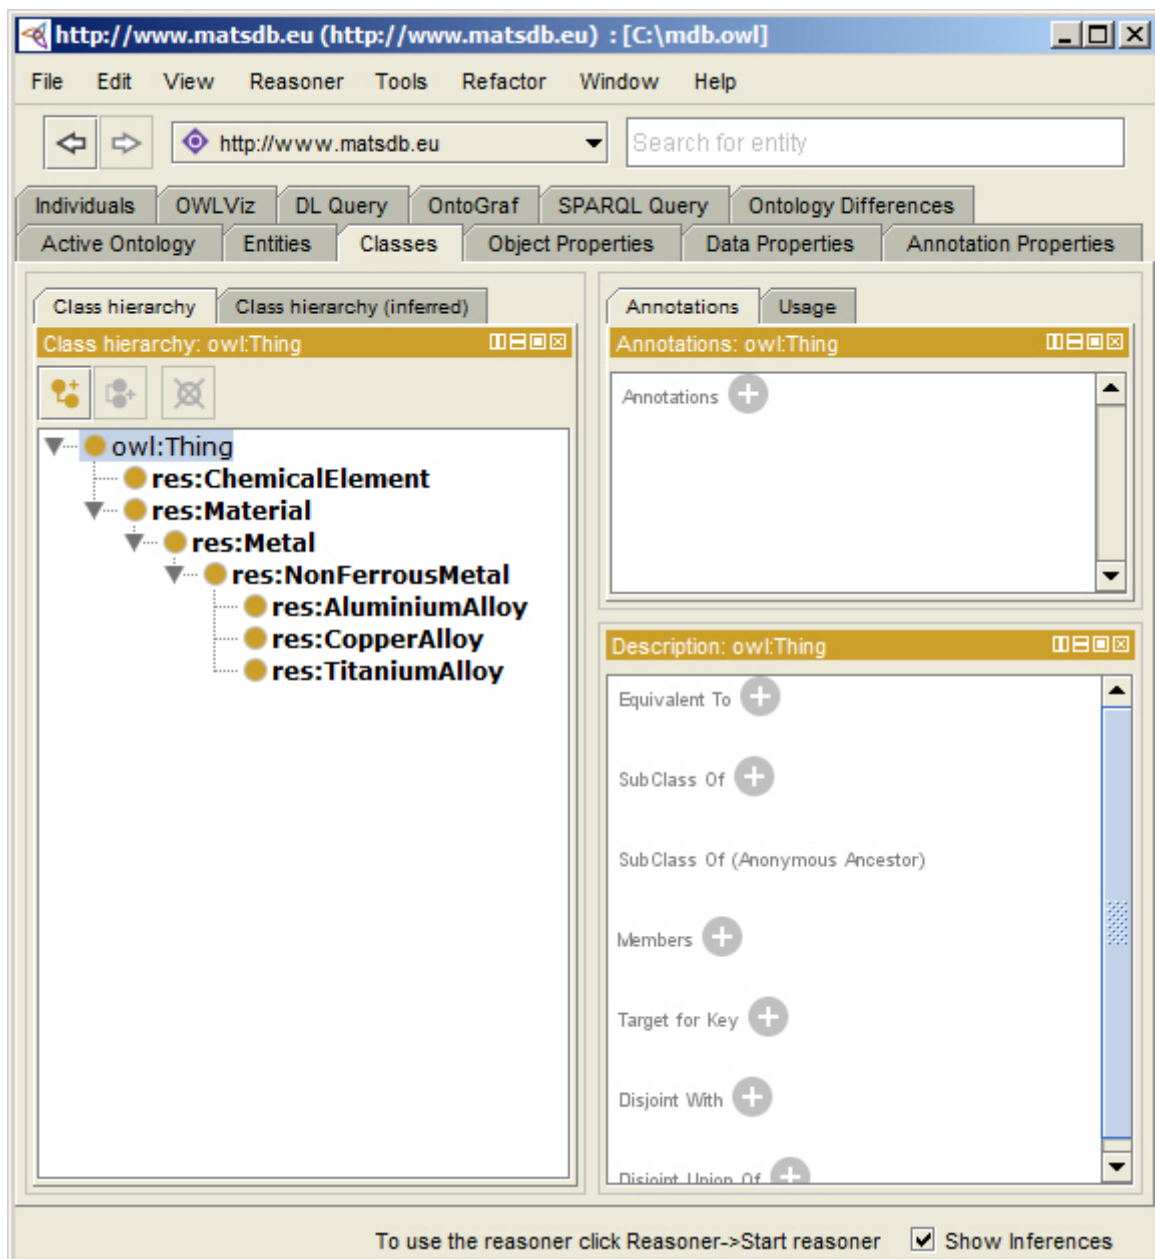 http://www.matsdb.eu (http://www.matsdb.eu) : [C:\mdb.owl]
File Edit View Reasoner Tools Refactor Window Help
http://www.matsdb.eu Search for entity
Individuals OWLViz DL Query OntoGraf SPARQL Query Ontology Differences
Active Ontology Entities Classes Object Properties Data Properties Annotation Properties
Class hierarchy Class hierarchy (inferred)
Class hierarchy: owl:Thing
owl:Thing
res:ChemicalElement
res:Material
res:Metal
res:NonFerrousMetal
res:AluminiumAlloy
res:CopperAlloy
res:TitaniumAlloy
Annotations Usage
Annotations: owl:Thing
Annotations
Description: owl:Thing
Equivalent To
SubClass Of
SubClass Of (Anonymous Ancestor)
Members
Target for Key
Disjoint With
Disjoint Union Of
To use the reasoner click Reasoner->Start reasoner Show Inferences